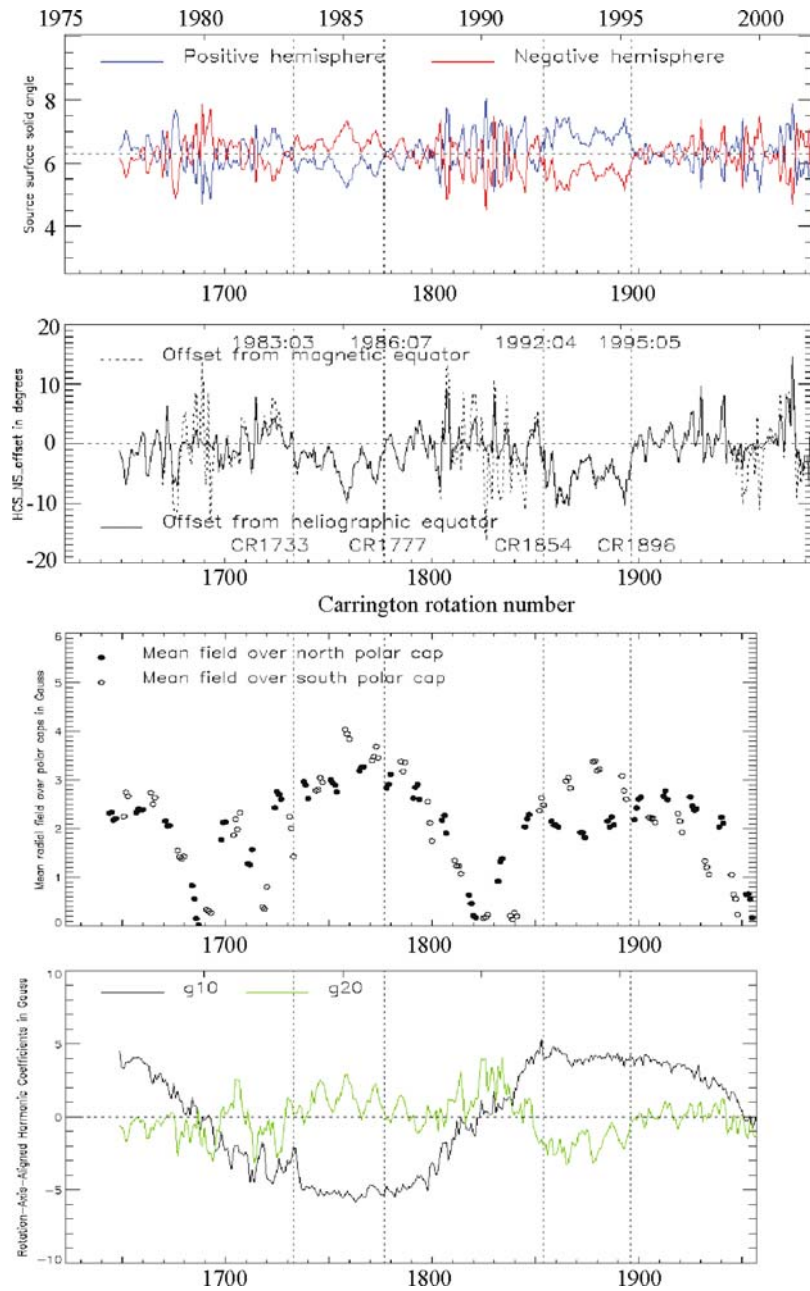 1975 1980 1985 1990 1995 2000
Positive hemisphere Negative hemisphere
8
6
4
Source surface solid angle
1700 1800 1900
20
10
0
-10
-20
HCS_NS_offset in degrees
1983:03 1986:07 1992:04 1995:05
Offset from magnetic equator
Offset from heliographic equator
CR1733 CR1777 CR1854 CR1896
1700 1800 1900
Carrington rotation number
6
5
4
3
2
1
0
Mean radial field over polar caps in Gauss
Mean field over north polar cap
Mean field over south polar cap
1700 1800 1900
10
5
0
-5
-10
Rotation-Axis-Aligned Harmonic Coefficients in Gauss
g10 g20
1700 1800 1900